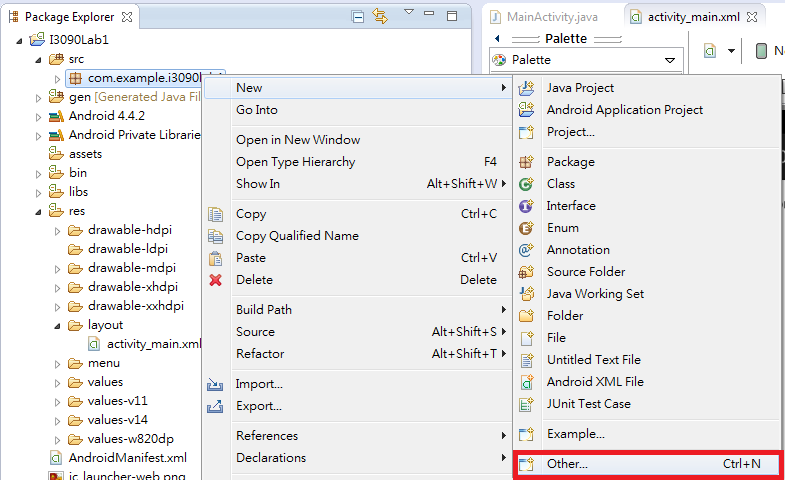 Package Explorer
I3090Lab1
src
com.example.i3090lab1
gen [Generated Java Fil
Android 4.4.2
Android Private Libraries
assets
bin
libs
res
drawable-hdpi
drawable-ldpi
drawable-mdpi
drawable-xhdpi
drawable-xxhdpi
layout
activity_main.xml
menu
values
values-v11
values-v14
values-w820dp
AndroidManifest.xml
ic_launcher-web.png
New
Go Into
Open in New Window
Open Type Hierarchy F4
Show In Alt+Shift+W
Copy Ctrl+C
Copy Qualified Name
Paste Ctrl+V
Delete Delete
Build Path
Source Alt+Shift+S
Refactor Alt+Shift+T
Import...
Export...
References
Declarations
MainActivity.java
activity_main.xml
Palette
Palette
Java Project
Android Application Project
Project...
Package
Class
Interface
Enum
Annotation
Source Folder
Java Working Set
Folder
File
Untitled Text File
Android XML File
JUnit Test Case
Example...
Other... Ctrl+N